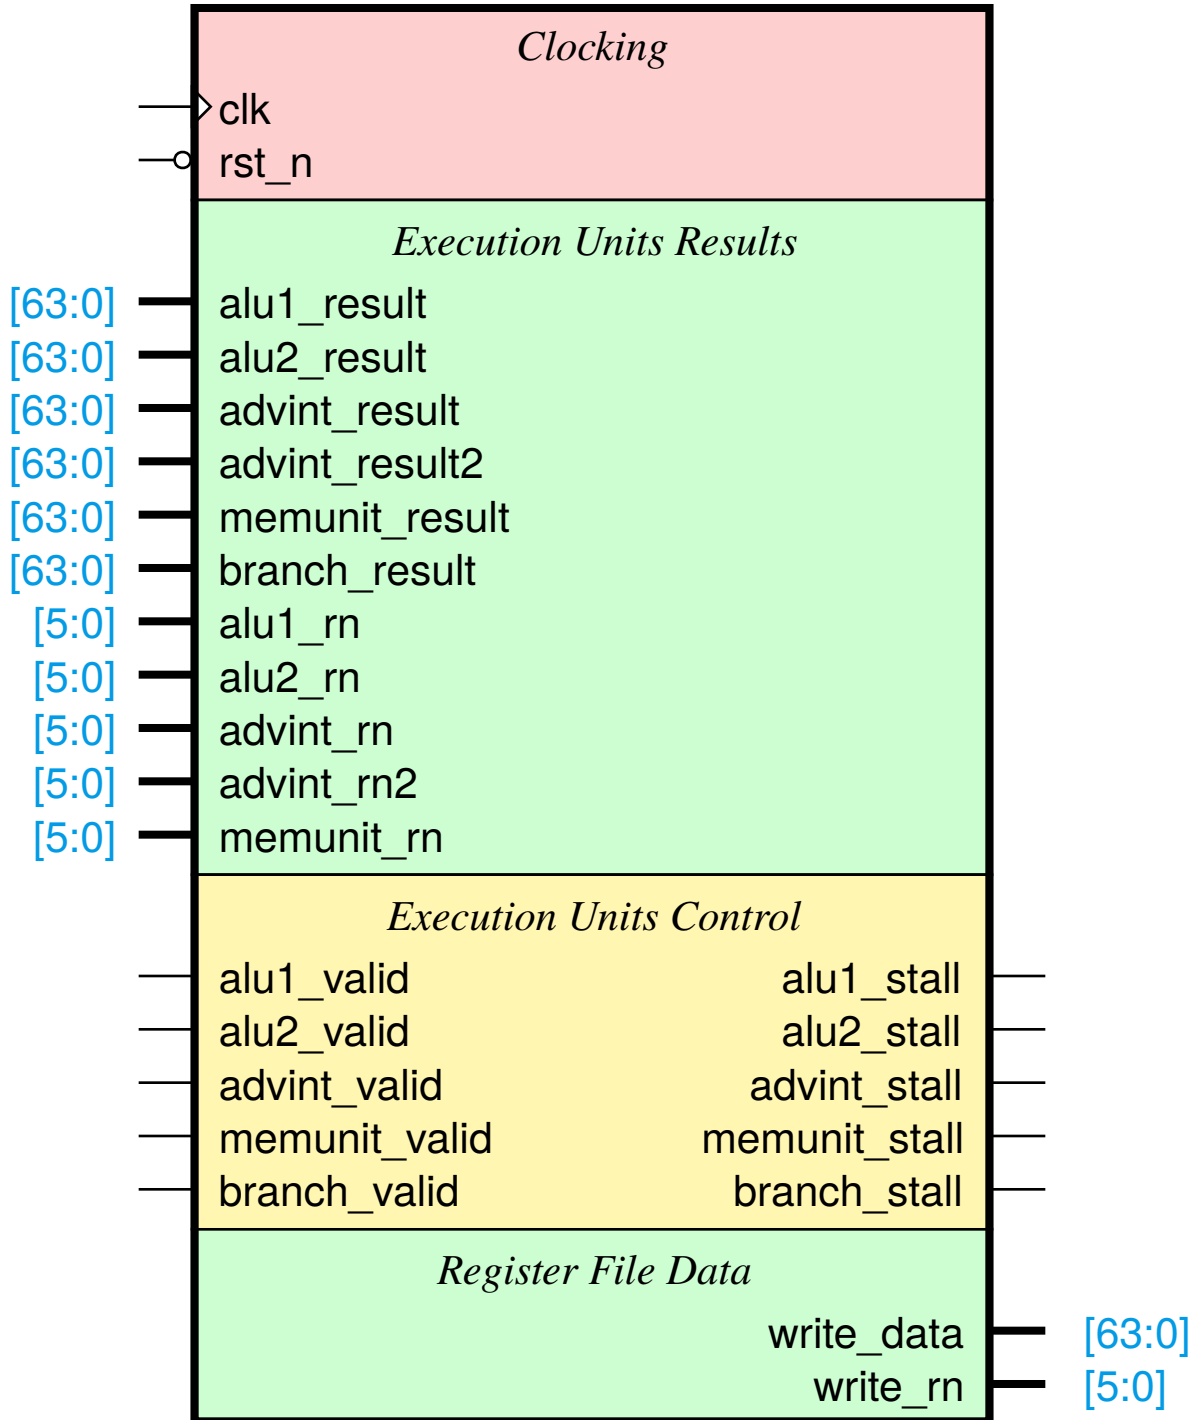 Clocking
clk
rst_n
Execution Units Results
[63:0] alu1_result
[63:0] alu2_result
[63:0] advint_result
[63:0] advint_result2
[63:0] memunit_result
[63:0] branch_result
[5:0] alu1_rn
[5:0] alu2_rn
[5:0] advint_rn
[5:0] advint_rn2
[5:0] memunit_rn
Execution Units Control
alu1_valid alu1_stall
alu2_valid alu2_stall
advint_valid advint_stall
memunit_valid memunit_stall
branch_valid branch_stall
Register File Data
write_data [63:0]
write_rn [5:0]